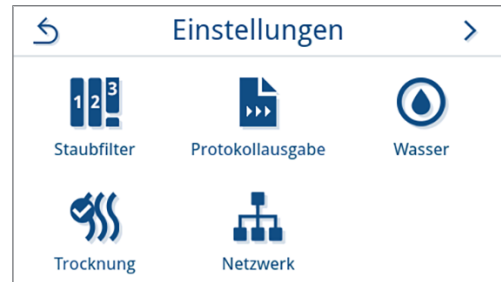 Einstellungen
1 2 3
Staubfilter
Protokollausgabe
Wasser
Trocknung
Netzwerk